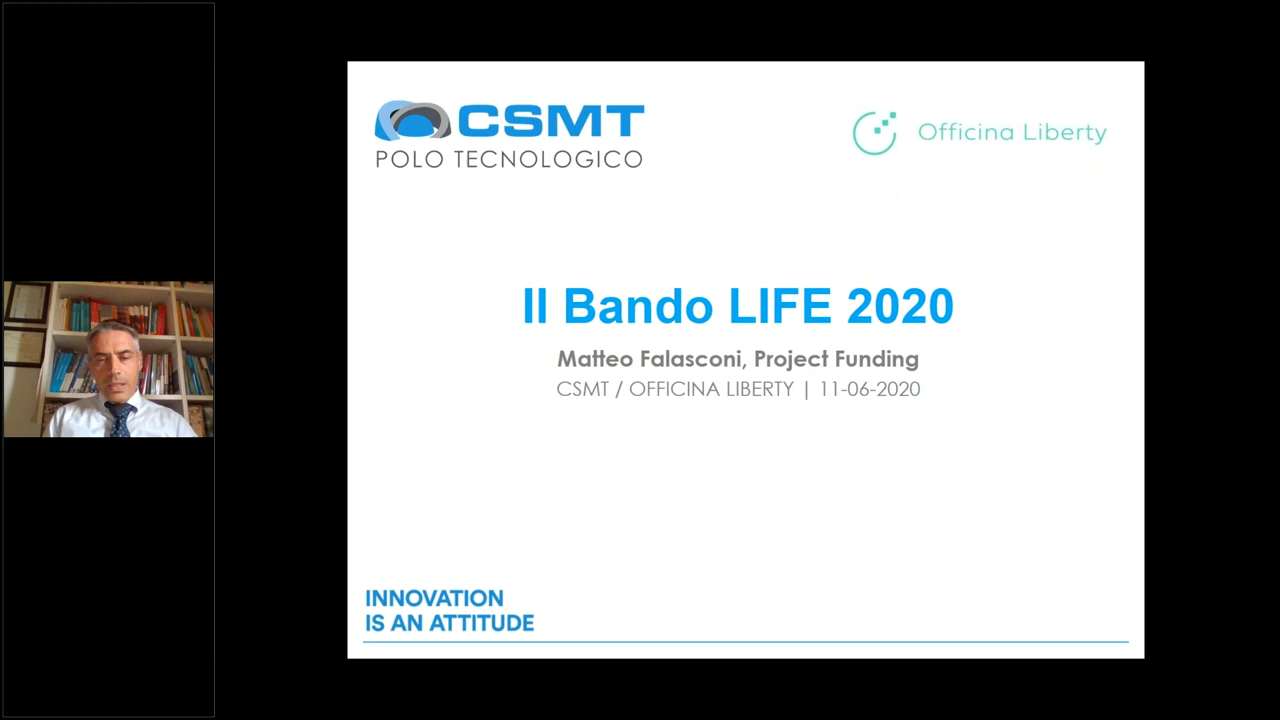 CSMT
POLO TECNOLOGICO
Officina Liberty
Il Bando LIFE 2020
Matteo Falasconi, Project Funding
CSMT / OFFICINA LIBERTY | 11-06-2020
INNOVATION
IS AN ATTITUDE